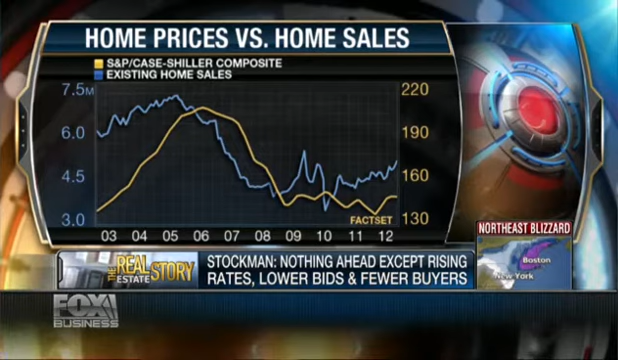 HOME PRICES VS. HOME SALES
S&P/CASE-SHILLER COMPOSITE
EXISTING HOME SALES
7.5M
6.0
4.5
3.0
220
190
160
130
FACTSET
03 04 05 06 07 08 09 10 11 12
NORTHEAST BLIZZARD
Boston
New York
THE REAL ESTATE STORY
STOCKMAN: NOTHING AHEAD EXCEPT RISING
RATES, LOWER BIDS & FEWER BUYERS
FOX
BUSINESS